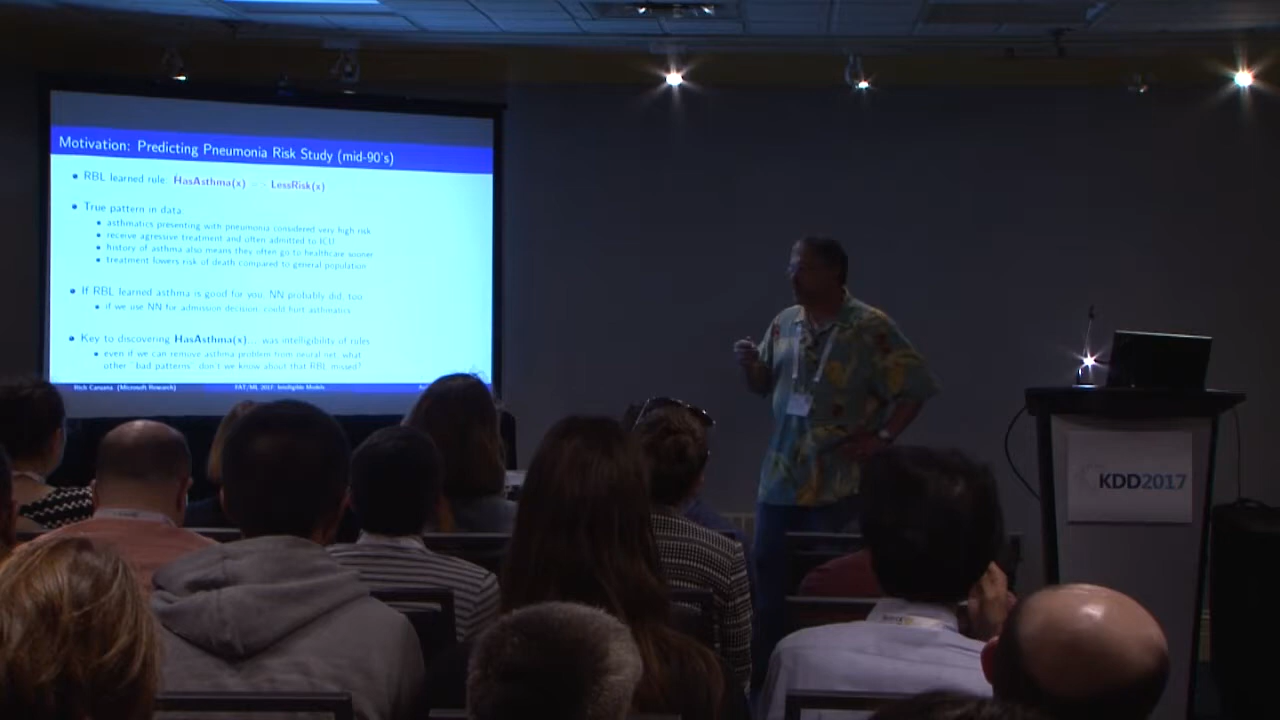 Motivation: Predicting Pneumonia Risk Study (mid-90's)
RBL learned rule: HasAsthma(x) LessRisk(x)
True pattern in data:
asthmatics presenting with pneumonia considered very high risk
receive agressive treatment and often admitted to ICU
history of asthma also means they often go to healthcare sooner
treatment lowers risk of death compared to general population
If RBL learned asthma is good for you, NN probably did, too
if we use NN for admission decision, could hurt asthmatics
Key to discovering HasAsthma(x)... was intelligibility of rules
even if we can remove asthma problem from neural net, what
other "bad patterns" don't we know about that RBL missed?
Rich Caruana (Microsoft Research) FAT/ML 2017: Intelligible Models
KDD2017